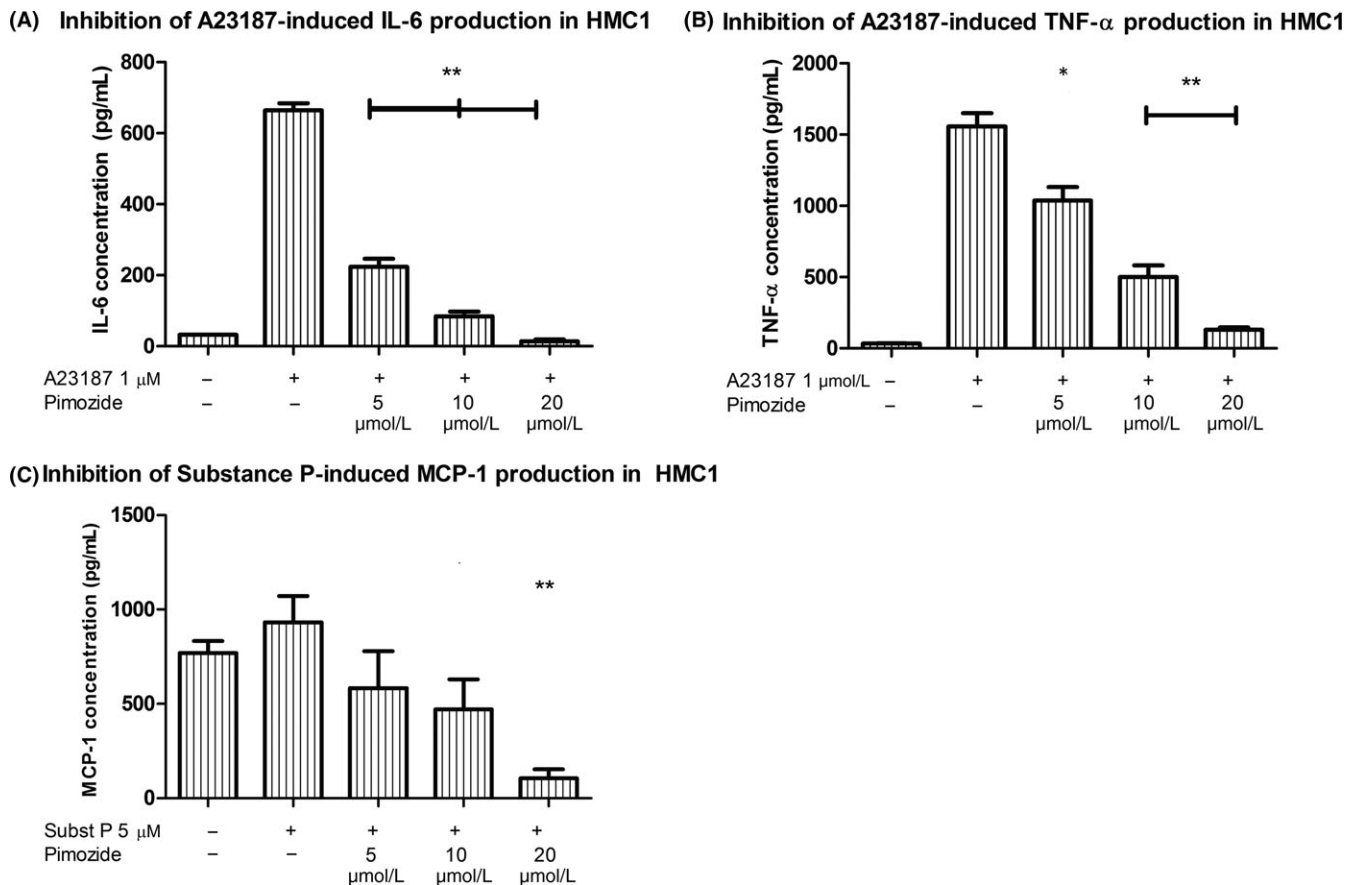 (A) Inhibition of A23187-induced IL-6 production in HMC1
IL-6 concentration (pg/mL)
800
600
400
200
0
**
A23187 1 μM – + + + +
Pimozide – – 5 10 20
μmol/L μmol/L μmol/L
(B) Inhibition of A23187-induced TNF-α production in HMC1
TNF-α concentration (pg/mL)
2000
1500
1000
500
0
* **
A23187 1 μmol/L – + + + +
Pimozide – – 5 10 20
μmol/L μmol/L μmol/L
(C) Inhibition of Substance P-induced MCP-1 production in HMC1
MCP-1 concentration (pg/mL)
1500
1000
500
0
**
Subst P 5 μM – + + + +
Pimozide – – 5 10 20
μmol/L μmol/L μmol/L